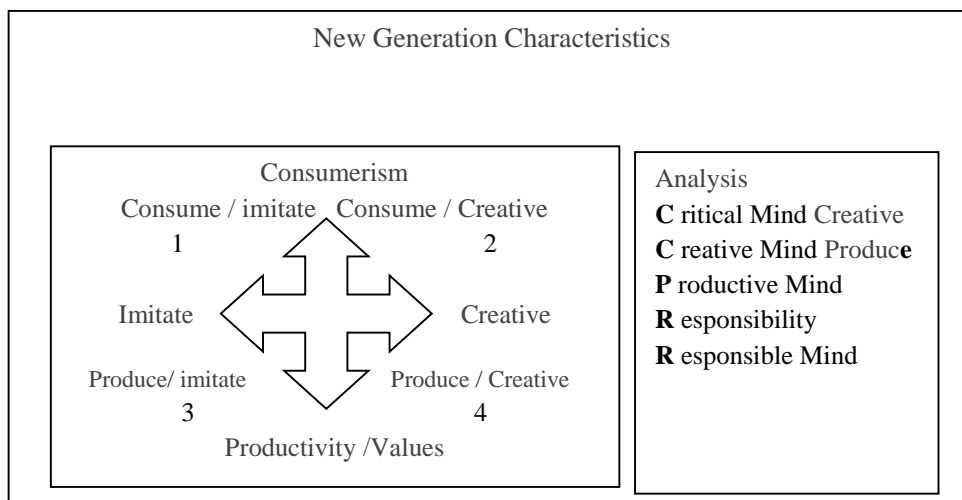 New Generation Characteristics
Consumerism
Consume / imitate Consume / Creative
1 2
Imitate Creative
Produce/ imitate Produce / Creative
3 4
Productivity /Values
Analysis
C ritical Mind Creative
C reative Mind Produce
P roductive Mind
R esponsibility
R esponsible Mind